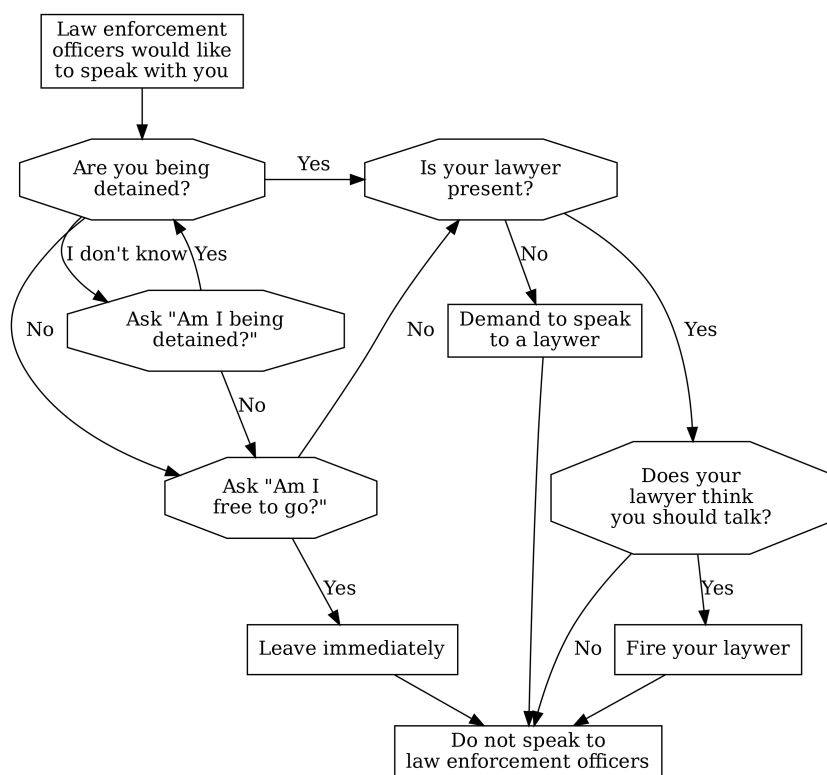 Law enforcement
officers would like
to speak with you
Are you being
detained?
Yes
Is your lawyer
present?
I don't know
Yes
No
No
Ask "Am I being
detained?"
Demand to speak
to a laywer
No
No
Yes
No
Ask "Am I
free to go?"
Does your
lawyer think
you should talk?
Yes
Yes
Leave immediately
No
Fire your laywer
Do not speak to
law enforcement officers